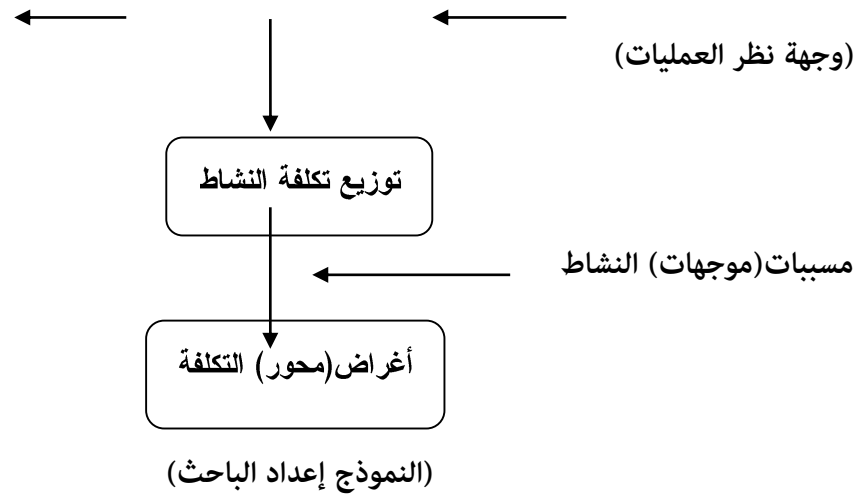 (وجهة نظر العمليات)
توزيع تكلفة النشاط
مسببات(موجهات) النشاط
أغراض(محور) التكلفة
(النموذج إعداد الباحث)